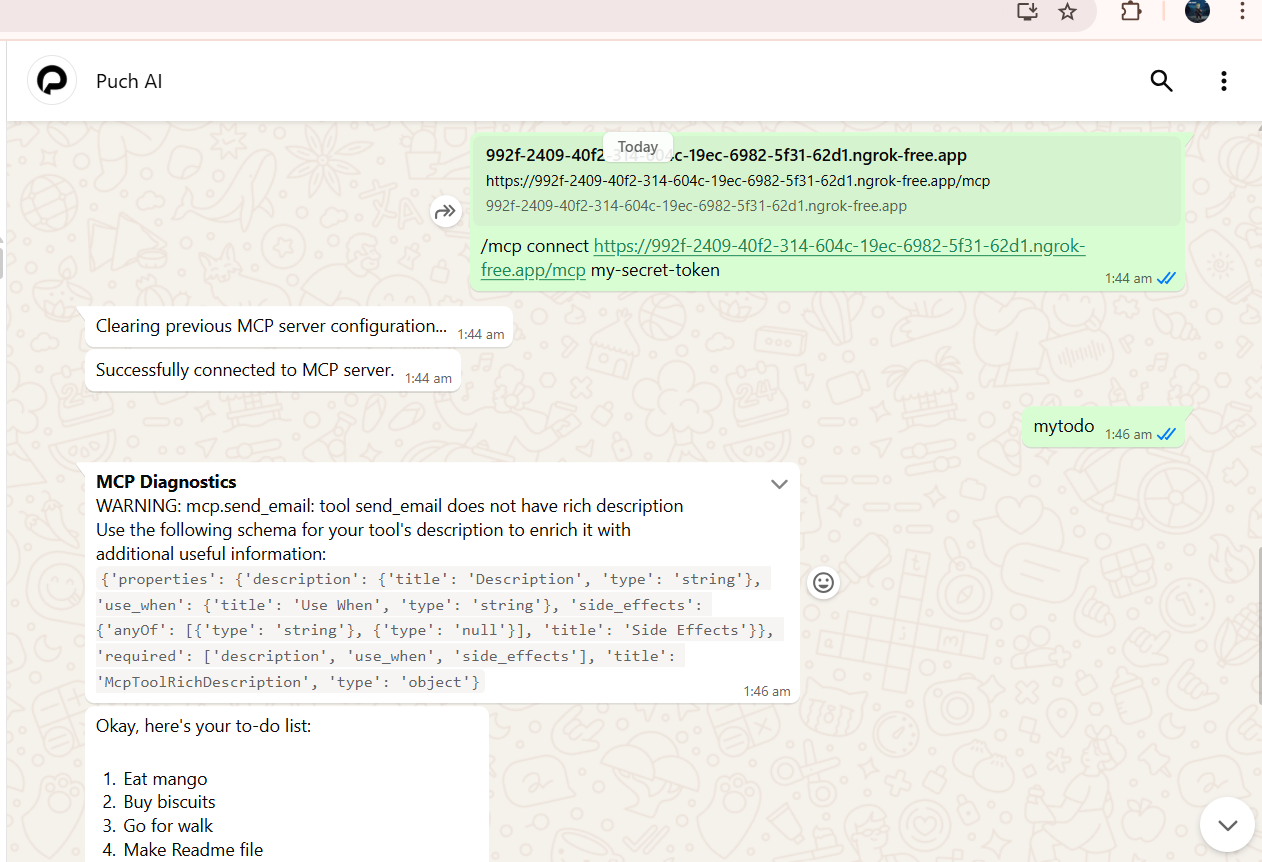 Puch AI
Today
992f-2409-40f2-314-604c-19ec-6982-5f31-62d1.ngrok-free.app
https://992f-2409-40f2-314-604c-19ec-6982-5f31-62d1.ngrok-free.app/mcp
992f-2409-40f2-314-604c-19ec-6982-5f31-62d1.ngrok-free.app
/mcp connect https://992f-2409-40f2-314-604c-19ec-6982-5f31-62d1.ngrok-
free.app/mcp my-secret-token
1:44 am
Clearing previous MCP server configuration... 1:44 am
Successfully connected to MCP server. 1:44 am
mytodo 1:46 am
MCP Diagnostics
WARNING: mcp.send_email: tool send_email does not have rich description
Use the following schema for your tool's description to enrich it with
additional useful information:
{'properties': {'description': {'title': 'Description', 'type': 'string'},
'use_when': {'title': 'Use When', 'type': 'string'}, 'side_effects':
{'anyOf': [{'type': 'string'}, {'type': 'null'}], 'title': 'Side Effects'}},
'required': ['description', 'use_when', 'side_effects'], 'title':
'McpToolRichDescription', 'type': 'object'}
1:46 am
Okay, here's your to-do list:
1. Eat mango
2. Buy biscuits
3. Go for walk
4. Make Readme file